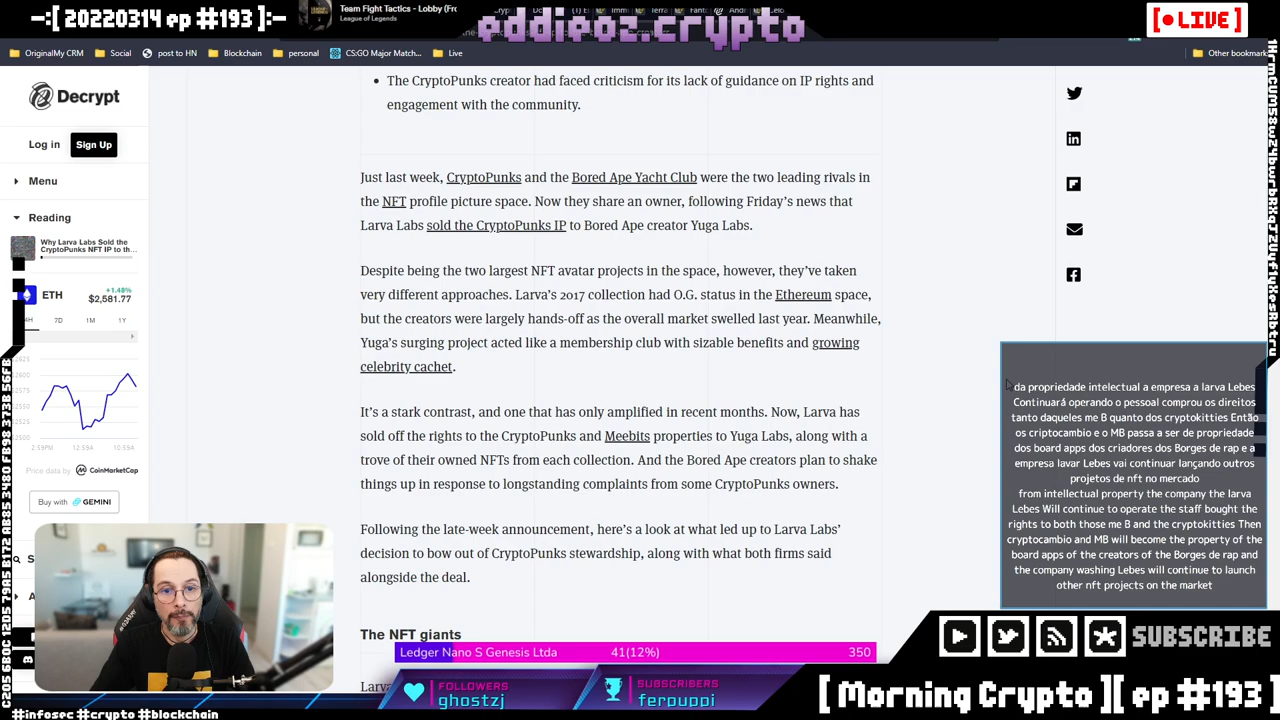 [ 20220314 ep #193 ]:-
Team Fight Tactics - Lobby (Fr
League of Legends
eddieoz.crypto
[ LIVE ]
OriginalMy CRM
Social
post to HN
Blockchain
personal
CS:GO Major Match...
Live
Other bookmark
Decrypt
Log in
Sign Up
Menu
Reading
Why Larva Labs Sold the
CryptoPunks NFT IP to th...
ETH
+1.48%
$2,581.77
7D
1M
1Y
2:59PM
12:59A
10:59A
Price data by
CoinMarketCap
Buy with
GEMINI
• The CryptoPunks creator had faced criticism for its lack of guidance on IP rights and
engagement with the community.
Just last week, CryptoPunks and the Bored Ape Yacht Club were the two leading rivals in
the NFT profile picture space. Now they share an owner, following Friday's news that
Larva Labs sold the CryptoPunks IP to Bored Ape creator Yuga Labs.
Despite being the two largest NFT avatar projects in the space, however, they've taken
very different approaches. Larva's 2017 collection had O.G. status in the Ethereum space,
but the creators were largely hands-off as the overall market swelled last year. Meanwhile,
Yuga's surging project acted like a membership club with sizable benefits and growing
celebrity cachet.
It's a stark contrast, and one that has only amplified in recent months. Now, Larva has
sold off the rights to the CryptoPunks and Meebits properties to Yuga Labs, along with a
trove of their owned NFTs from each collection. And the Bored Ape creators plan to shake
things up in response to longstanding complaints from some CryptoPunks owners.
Following the late-week announcement, here's a look at what led up to Larva Labs'
decision to bow out of CryptoPunks stewardship, along with what both firms said
alongside the deal.
The NFT giants
da propriedade intelectual a empresa a larva Lebes
Continuará operando o pessoal comprou os direitos
tanto daqueles me B quanto dos cryptokitties Então
os criptocambio e o MB passa a ser de propriedade
dos board apps dos criadores dos Borges de rap e a
empresa lavar Lebes vai continuar lançando outros
projetos de nft no mercado
from intellectual property the company the larva
Lebes Will continue to operate the staff bought the
rights to both those me B and the cryptokitties Then
cryptocambio and MB will become the property of the
board apps of the creators of the Borges de rap and
the company washing Lebes will continue to launch
other nft projects on the market
Ledger Nano S Genesis Ltda
41(12%)
350
FOLLOWERS
ghostzj
SUBSCRIBERS
ferpuppi
SUBSCRIBE
[ Morning Crypto ][ ep #193 ]
#infosec #crypto #blockchain